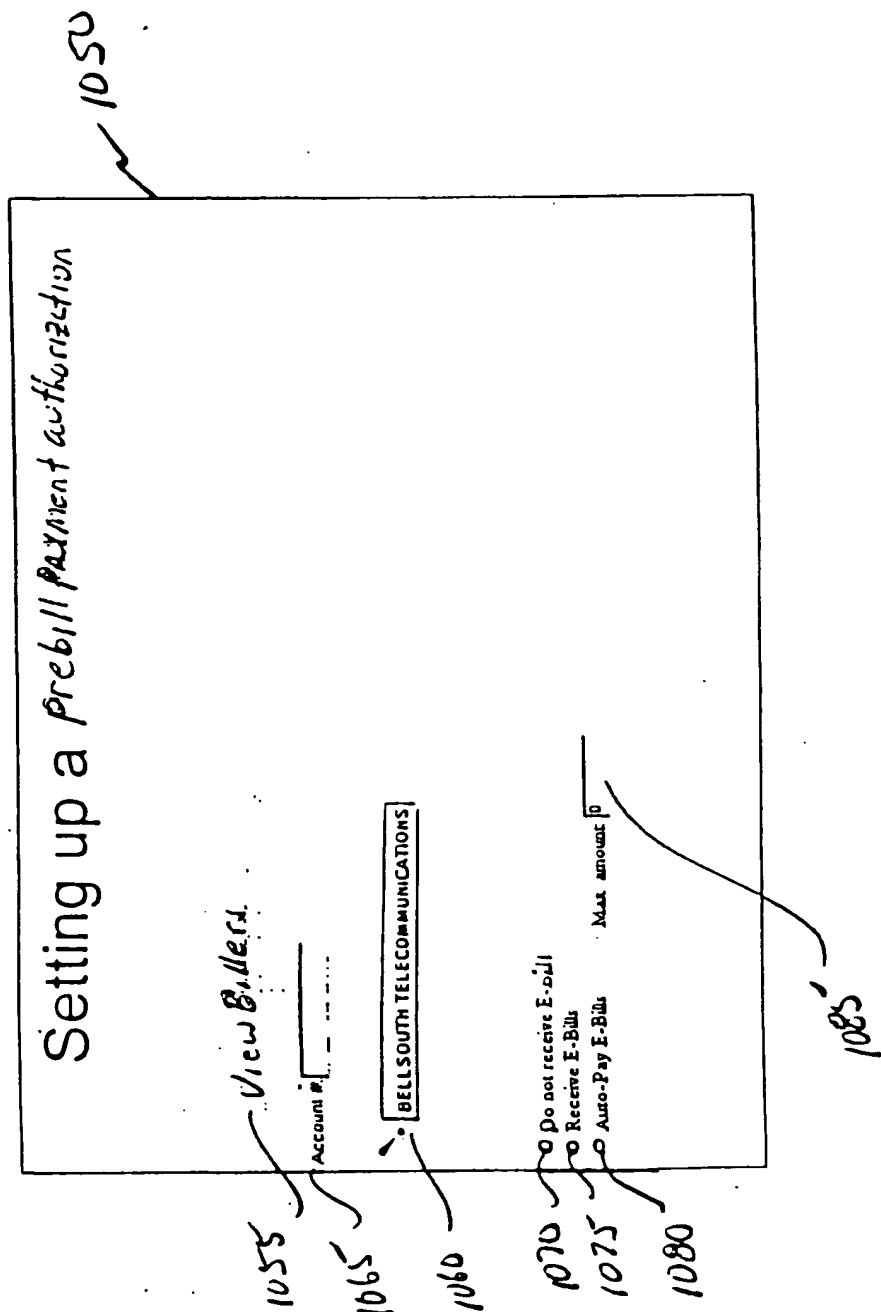 1050
Setting up a prebill payment authorization
View Billers
Account #
BELLSOUTH TELECOMMUNICATIONS
Do not receive E-Bill
Receive E-Bills
Auto-Pay E-Bills Max amount 0
1055
1065
1060
1070
1075
1080
1085